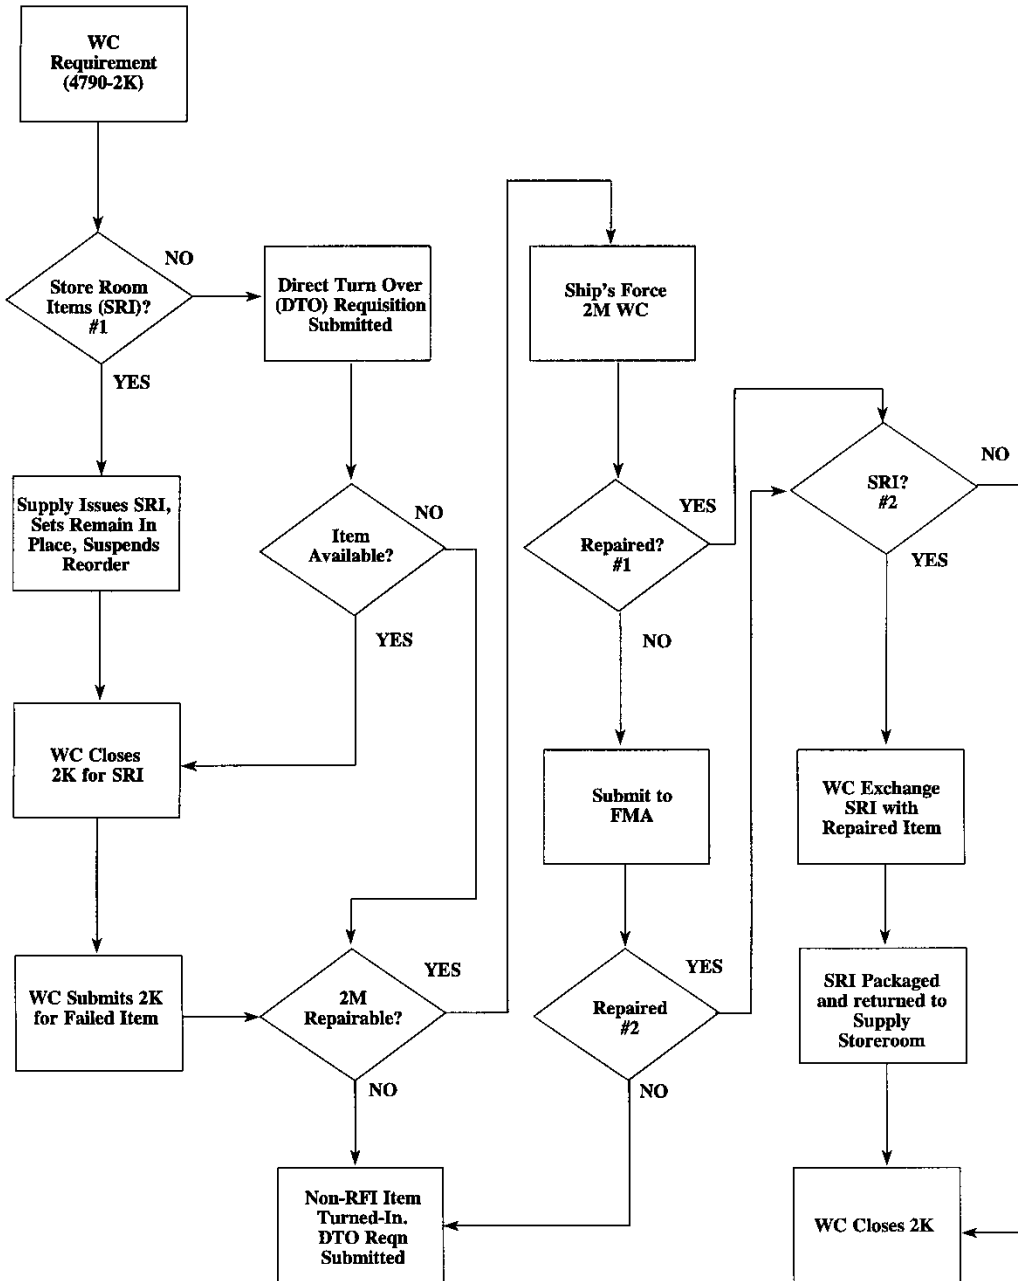 WC
Requirement
(4790-2K)
Store Room
Items (SRI)?
#1
NO
YES
Direct Turn Over
(DTO) Requisition
Submitted
Supply Issues SRI,
Sets Remain In
Place, Suspends
Reorder
Item
Available?
NO
YES
WC Closes
2K for SRI
WC Submits 2K
for Failed Item
2M
Repairable?
YES
NO
Non-RFI Item
Turned-In.
DTO Reqn
Submitted
Ship's Force
2M WC
Repaired?
#1
YES
NO
Submit to
FMA
Repaired
#2
YES
NO
SRI?
#2
NO
YES
WC Exchange
SRI with
Repaired Item
SRI Packaged
and returned to
Supply
Storeroom
WC Closes 2K